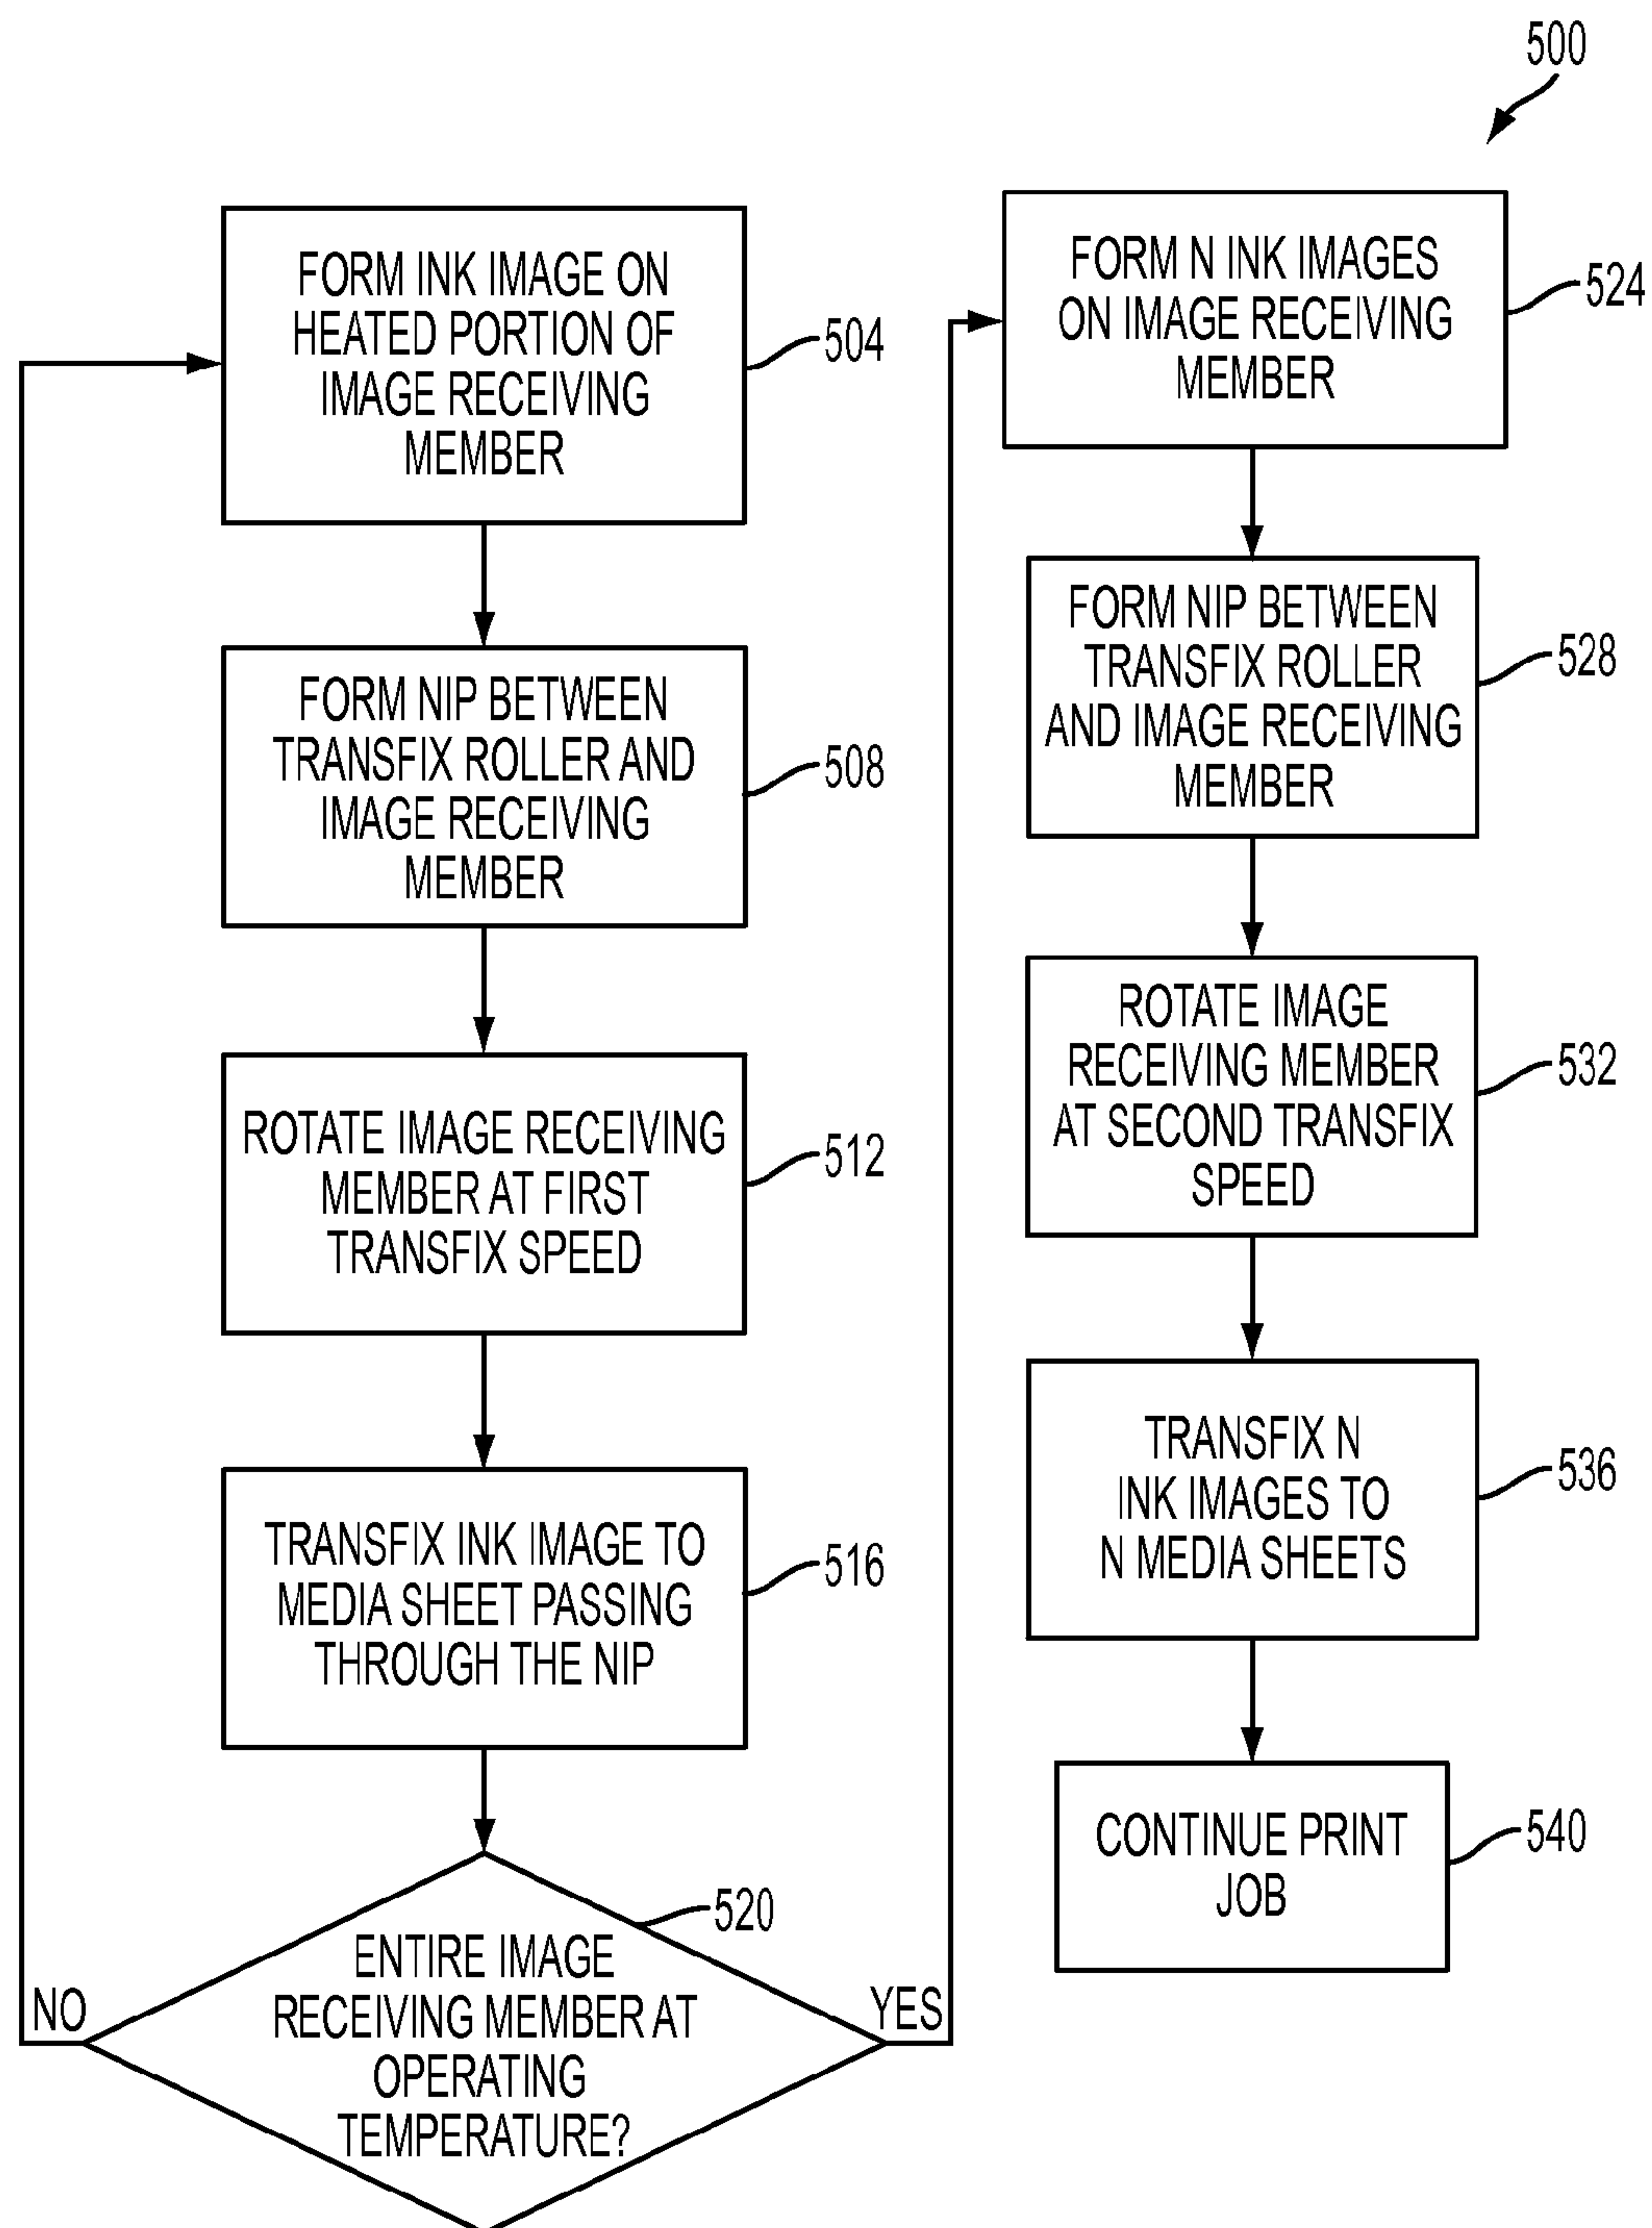 500
FORM INK IMAGE ON
HEATED PORTION OF
IMAGE RECEIVING
MEMBER
504
FORM NIP BETWEEN
TRANSFIX ROLLER AND
IMAGE RECEIVING
MEMBER
508
ROTATE IMAGE RECEIVING
MEMBER AT FIRST
TRANSFIX SPEED
512
TRANSFIX INK IMAGE TO
MEDIA SHEET PASSING
THROUGH THE NIP
516
520
ENTIRE IMAGE
RECEIVING MEMBER AT
OPERATING
TEMPERATURE?
NO
YES
FORM N INK IMAGES
ON IMAGE RECEIVING
MEMBER
524
FORM NIP BETWEEN
TRANSFIX ROLLER
AND IMAGE RECEIVING
MEMBER
528
ROTATE IMAGE
RECEIVING MEMBER
AT SECOND TRANSFIX
SPEED
532
TRANSFIX N
INK IMAGES TO
N MEDIA SHEETS
536
CONTINUE PRINT
JOB
540